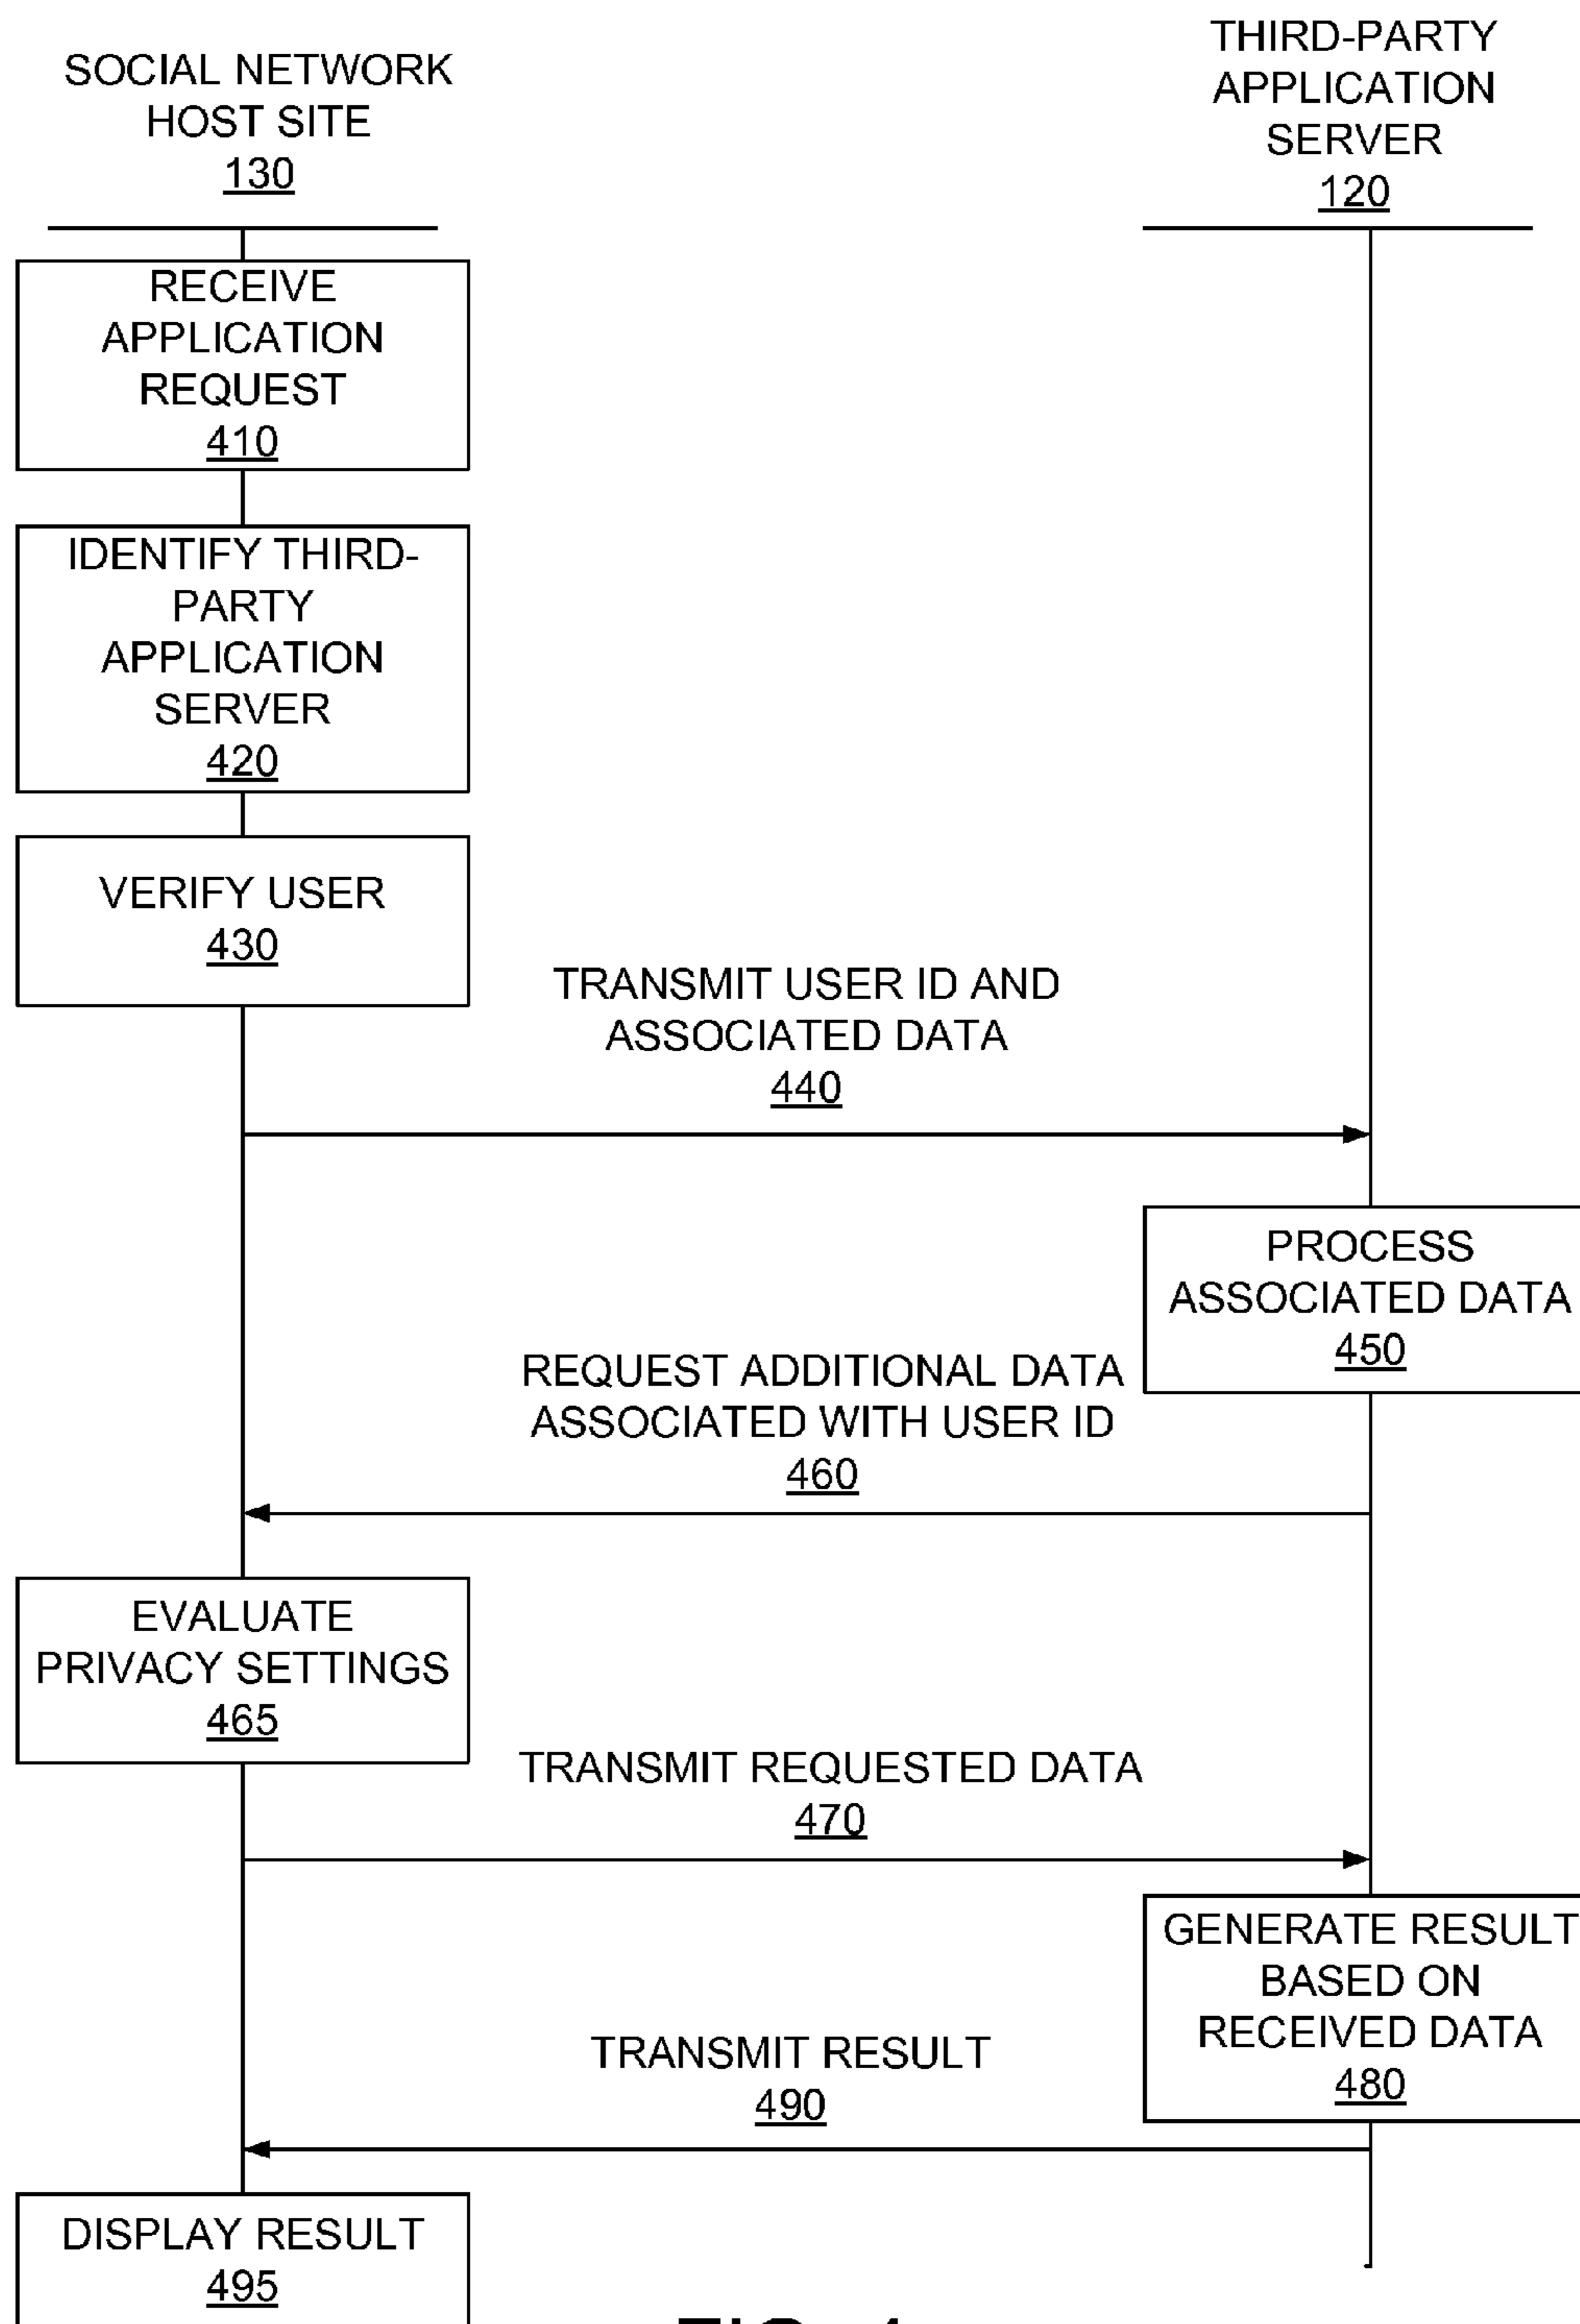 SOCIAL NETWORK
HOST SITE
130
THIRD-PARTY
APPLICATION
SERVER
120
RECEIVE
APPLICATION
REQUEST
410
IDENTIFY THIRD-
PARTY
APPLICATION
SERVER
420
VERIFY USER
430
TRANSMIT USER ID AND
ASSOCIATED DATA
440
PROCESS
ASSOCIATED DATA
450
REQUEST ADDITIONAL DATA
ASSOCIATED WITH USER ID
460
EVALUATE
PRIVACY SETTINGS
465
TRANSMIT REQUESTED DATA
470
GENERATE RESULT
BASED ON
RECEIVED DATA
480
TRANSMIT RESULT
490
DISPLAY RESULT
495